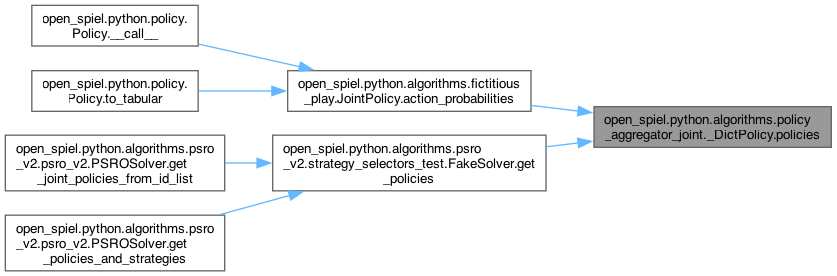 open_spiel.python.policy.
Policy.__call__
open_spiel.python.policy.
Policy.to_tabular
open_spiel.python.algorithms.fictitious
_play.JointPolicy.action_probabilities
open_spiel.python.algorithms.policy
_aggregator_joint._DictPolicy.policies
open_spiel.python.algorithms.psro
_v2.psro_v2.PSROSolver.get
_joint_policies_from_id_list
open_spiel.python.algorithms.psro
_v2.strategy_selectors_test.FakeSolver.get
_policies
open_spiel.python.algorithms.psro
_v2.psro_v2.PSROSolver.get
_policies_and_strategies